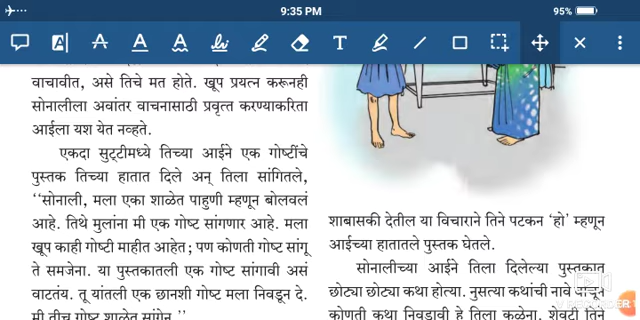 9:35 PM
95%
वाचावीत, असे तिचे मत होते. खूप प्रयत्न करूनही
सोनालीला अवांतर वाचनासाठी प्रवृत्त करण्याकरिता
आईला यश येत नव्हते.
एकदा सुट्टीमध्ये तिच्या आईने एक गोष्टींचे
पुस्तक तिच्या हातात दिले अन् तिला सांगितले,
‘‘सोनाली, मला एका शाळेत पाहुणी म्हणून बोलवलं
आहे. तिथे मुलांना मी एक गोष्ट सांगणार आहे. मला
खूप काही गोष्टी माहीत आहेत; पण कोणती गोष्ट सांगू
ते समजेना. या पुस्तकातली एक गोष्ट सांगावी असं
वाटतंय. तू यांतली एक छानशी गोष्ट मला निवडून दे.
मी तीच गोष्ट शाळेत सांगेन.’’
शाबासकी देतील या विचाराने तिने पटकन ‘हो’ म्हणून
आईच्या हातातले पुस्तक घेतले.
सोनालीच्या आईने तिला दिलेल्या पुस्तकात
छोट्या छोट्या कथा होत्या. नुसत्या कथांची नावे वाचून
कोणती कथा निवडावी हे तिला कळेना. शेवटी तिने